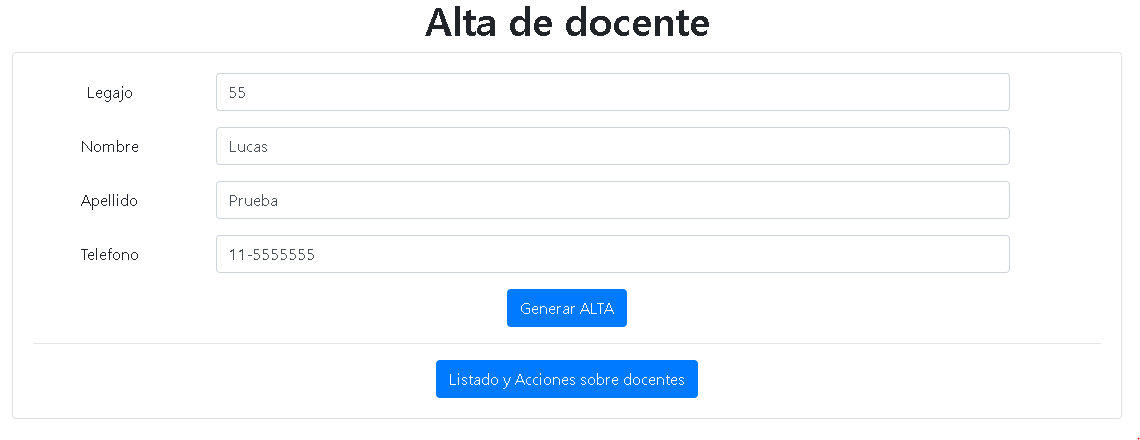 Alta de docente
Legajo 55
Nombre Lucas
Apellido Prueba
Telefono 11-5555555
Generar ALTA
Listado y Acciones sobre docentes